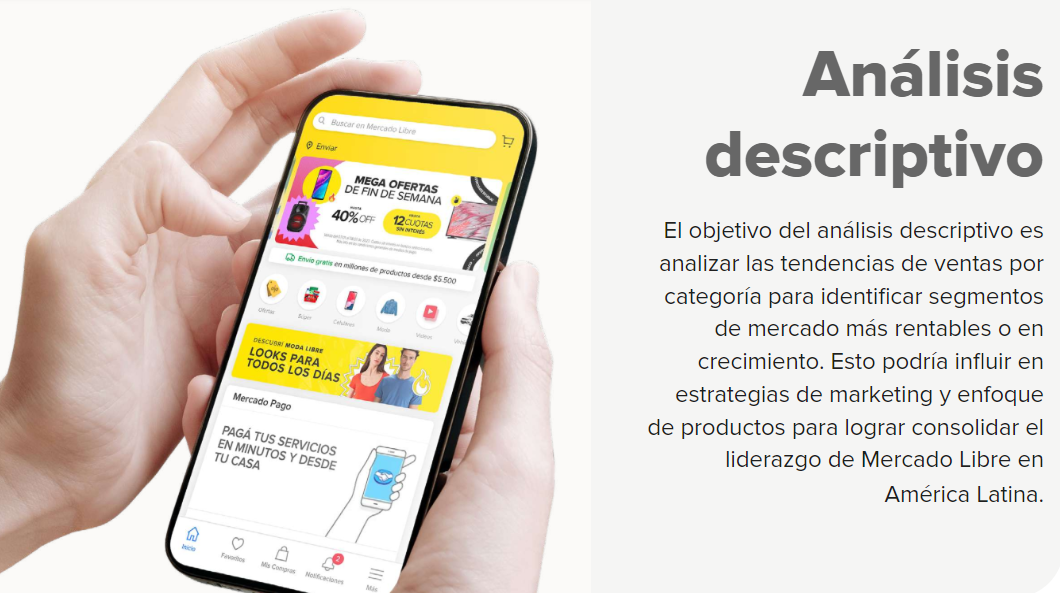 Análisis
descriptivo
El objetivo del análisis descriptivo es
analizar las tendencias de ventas por
categoría para identificar segmentos
de mercado más rentables o en
crecimiento. Esto podría influir en
estrategias de marketing y enfoque
de productos para lograr consolidar el
liderazgo de Mercado Libre en
América Latina.
Buscar en Mercado Libre
Enviar
MEGA OFERTAS
DE FIN DE SEMANA
HASTA
40% OFF
HASTA
12 CUOTAS
SIN INTERÉS
Envío gratis en millones de productos desde $5.500
Ofertas
Súper
Celulares
Moda
Videos
DESCUBRÍ MODA LIBRE
LOOKS PARA
TODOS LOS DÍAS
Mercado Pago
PAGÁ TUS SERVICIOS
EN MINUTOS Y DESDE
TU CASA
Inicio
Favoritos
Mis Compras
2
Notificaciones
Más